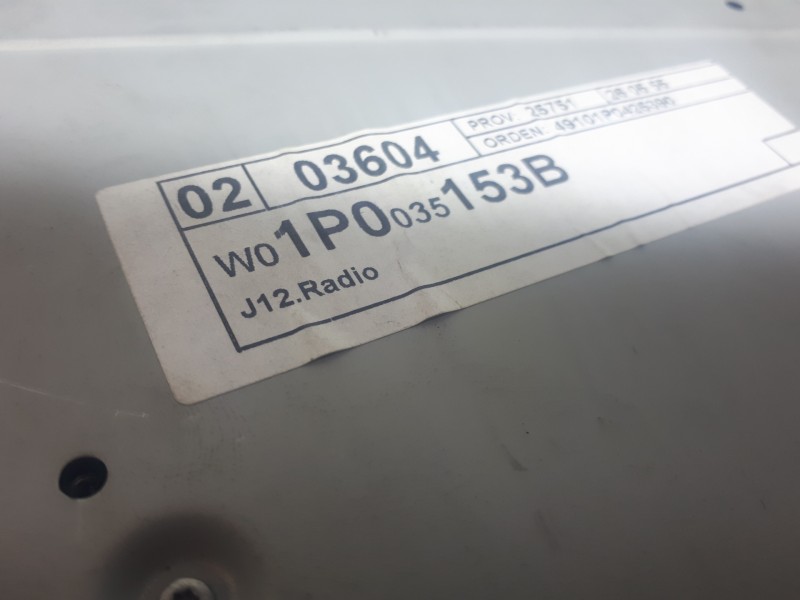 02 03604 PROV: 25751
ORDEN:
W01P0035153B
J12.Radio